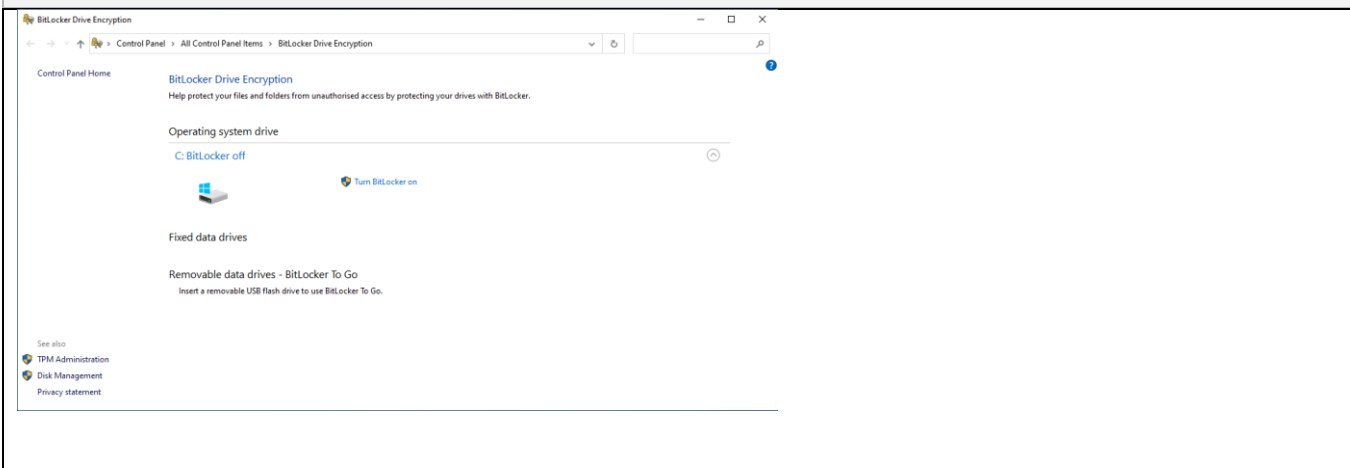 BitLocker Drive Encryption
Control Panel > All Control Panel Items > BitLocker Drive Encryption
Control Panel Home
BitLocker Drive Encryption
Help protect your files and folders from unauthorised access by protecting your drives with BitLocker.
Operating system drive
C: BitLocker off
Turn BitLocker on
Fixed data drives
Removable data drives - BitLocker To Go
Insert a removable USB flash drive to use BitLocker To Go.
See also
TPM Administration
Disk Management
Privacy statement